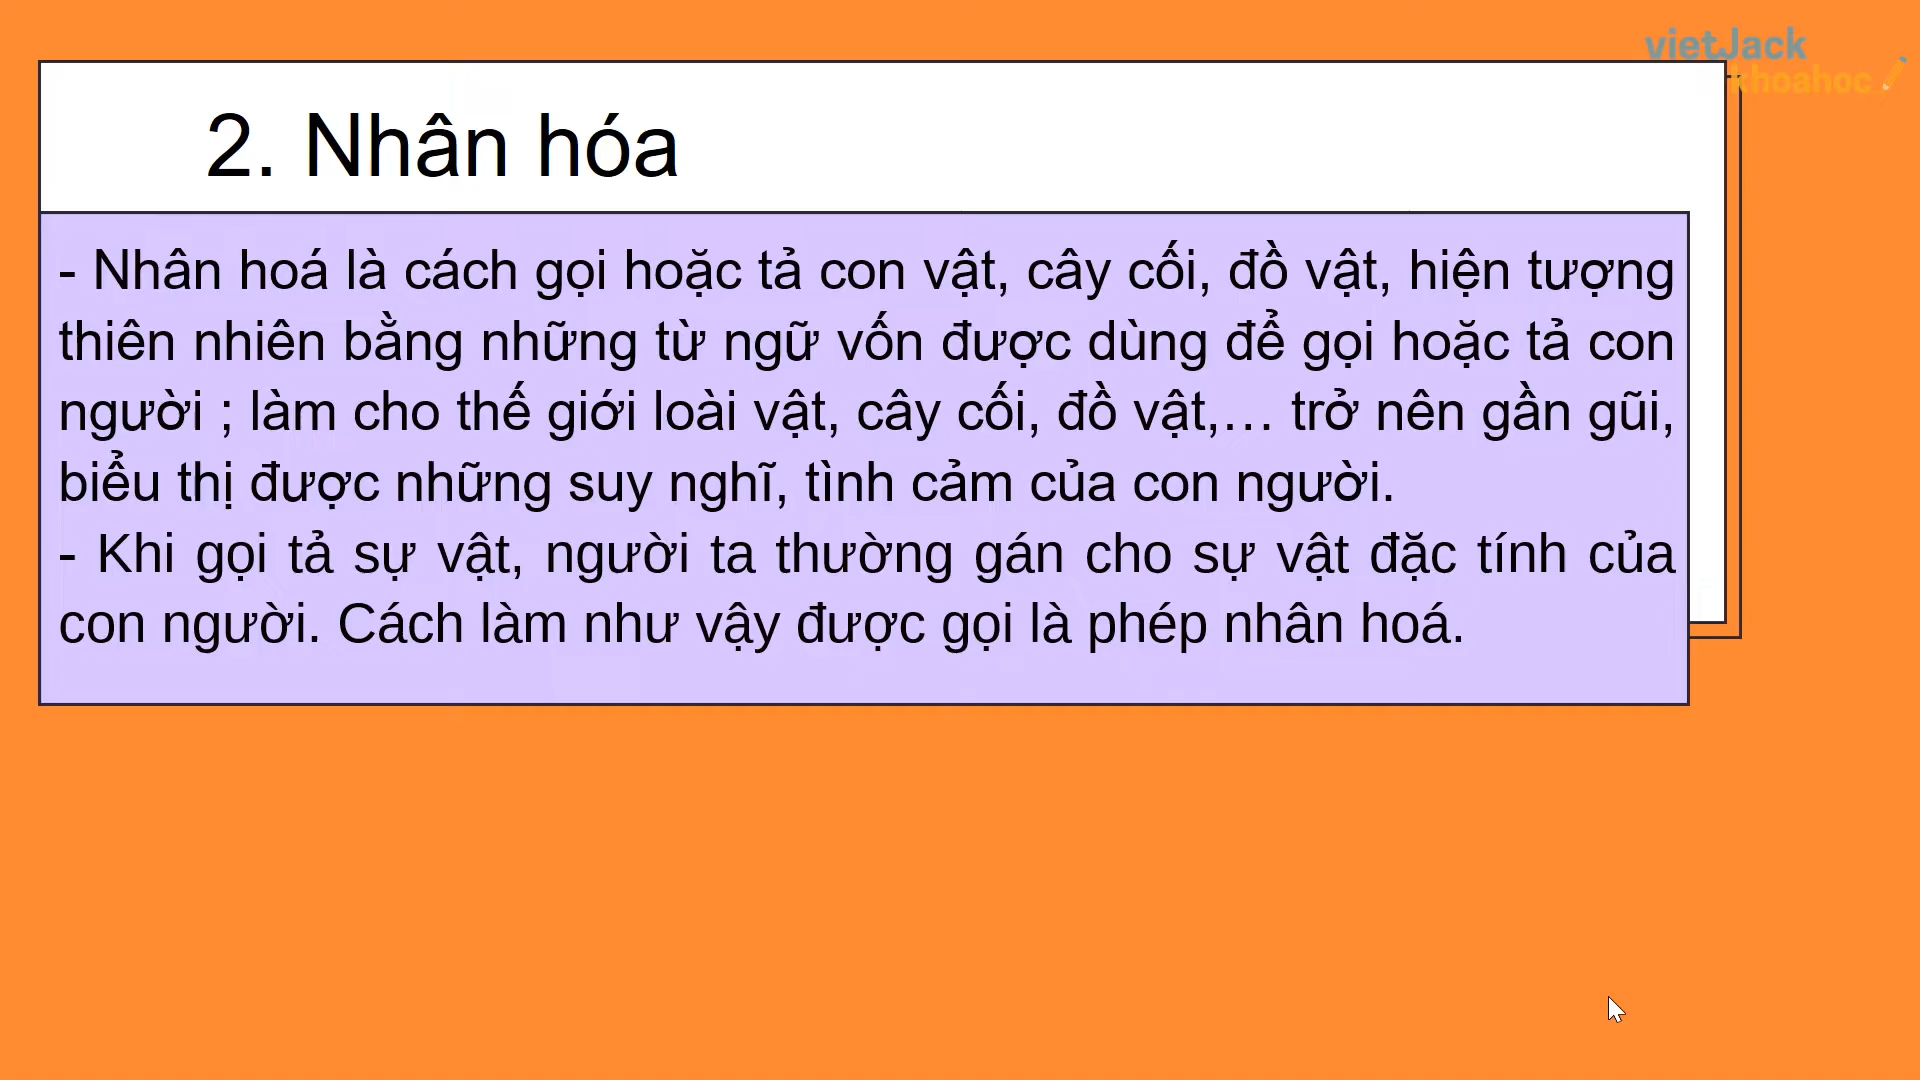 vietJack
khoahoc
2. Nhân hóa
- Nhân hoá là cách gọi hoặc tả con vật, cây cối, đồ vật, hiện tượng
thiên nhiên bằng những từ ngữ vốn được dùng để gọi hoặc tả con
người ; làm cho thế giới loài vật, cây cối, đồ vật,… trở nên gần gũi,
biểu thị được những suy nghĩ, tình cảm của con người.
- Khi gọi tả sự vật, người ta thường gán cho sự vật đặc tính của
con người. Cách làm như vậy được gọi là phép nhân hoá.